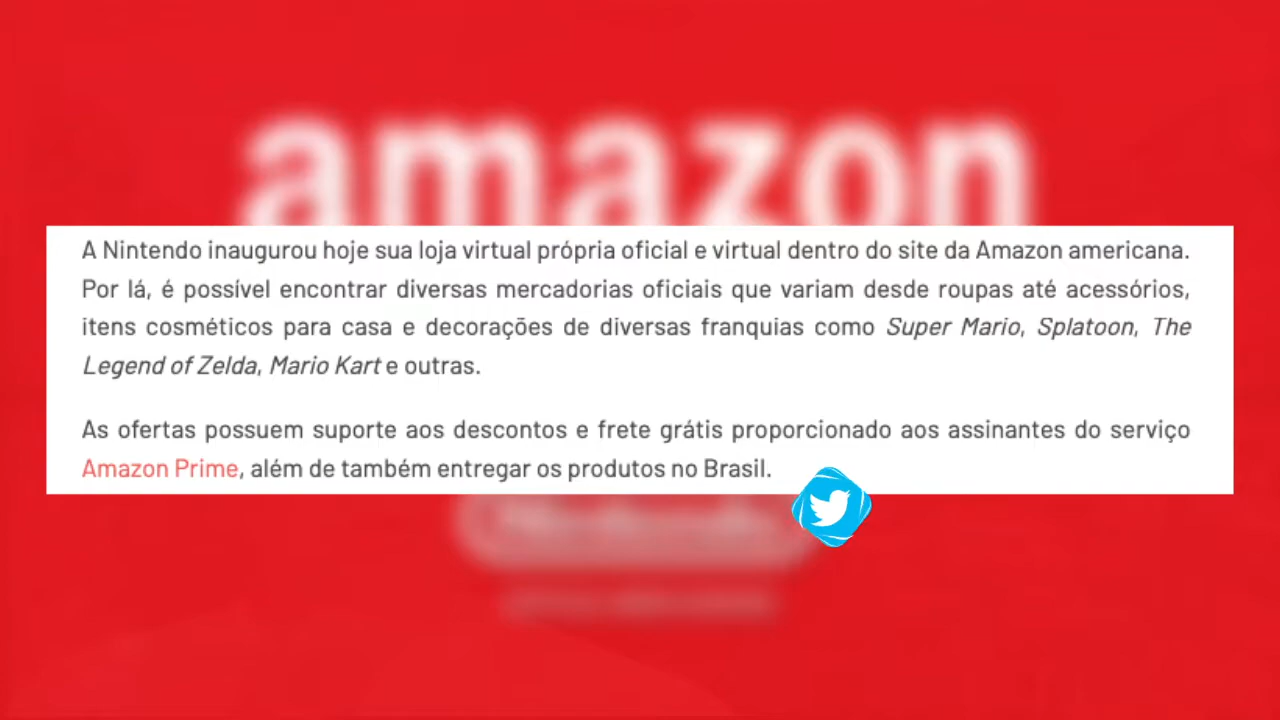 amazon
A Nintendo inaugurou hoje sua loja virtual própria oficial e virtual dentro do site da Amazon americana.
Por lá, é possível encontrar diversas mercadorias oficiais que variam desde roupas até acessórios,
itens cosméticos para casa e decorações de diversas franquias como Super Mario, Splatoon, The
Legend of Zelda, Mario Kart e outras.
As ofertas possuem suporte aos descontos e frete grátis proporcionado aos assinantes do serviço
Amazon Prime, além de também entregar os produtos no Brasil.